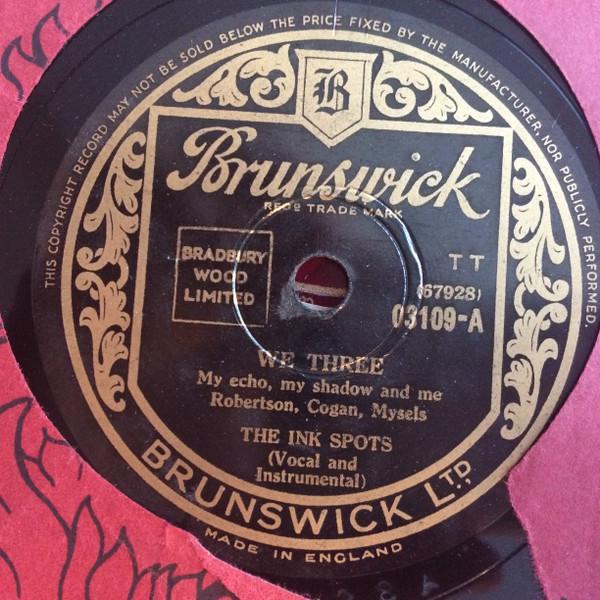 THIS COPYRIGHT RECORD MAY NOT BE SOLD BELOW THE PRICE FIXED BY THE MANUFACTURER, NOR PUBLICLY PERFORMED.
B
Brunswick
REGD TRADE MARK
BRADBURY
WOOD
LIMITED
TT
(67928)
03109-A
WE THREE
My echo, my shadow and me
Robertson, Cogan, Mysels
THE INK SPOTS
(Vocal and
Instrumental)
BRUNSWICK LTD.,
MADE IN ENGLAND